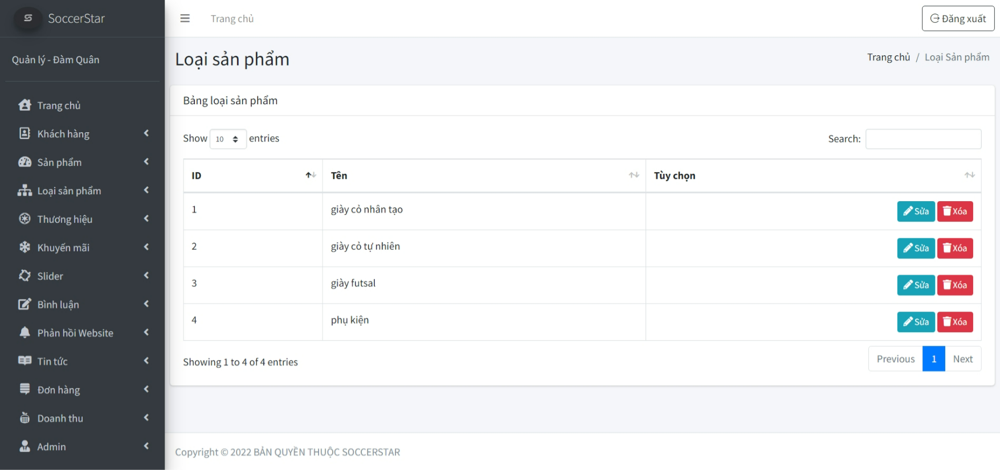 SoccerStar
Trang chủ
Đăng xuất
Quản lý - Đàm Quân
Loại sản phẩm
Trang chủ / Loại Sản phẩm
Trang chủ
Khách hàng
Sản phẩm
Loại sản phẩm
Thương hiệu
Khuyến mãi
Slider
Bình luận
Phản hồi Website
Tin tức
Đơn hàng
Doanh thu
Admin
Bảng loại sản phẩm
Show 10 entries
Search:
ID Tên Tùy chọn
1 giày cỏ nhân tạo Sửa Xóa
2 giày cỏ tự nhiên Sửa Xóa
3 giày futsal Sửa Xóa
4 phụ kiện Sửa Xóa
Showing 1 to 4 of 4 entries
Previous 1 Next
Copyright © 2022 BẢN QUYỀN THUỘC SOCCERSTAR